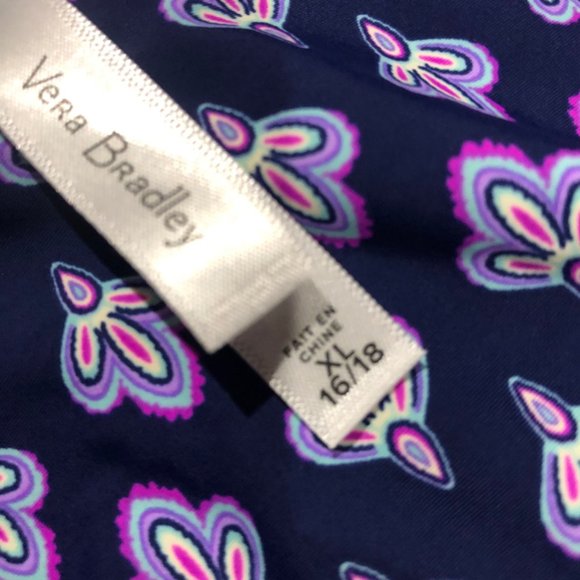 Vera Bradley
FAIT EN
CHINE
XL
16/18